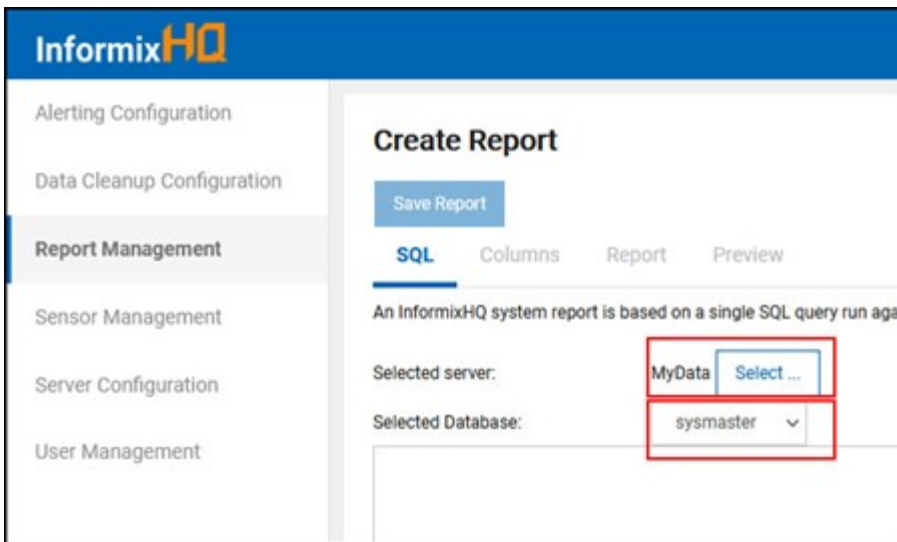 InformixHQ
Alerting Configuration
Data Cleanup Configuration
Report Management
Sensor Management
Server Configuration
User Management
Create Report
Save Report
SQL Columns Report Preview
An InformixHQ system report is based on a single SQL query run aga
Selected server: MyData Select ...
Selected Database: sysmaster